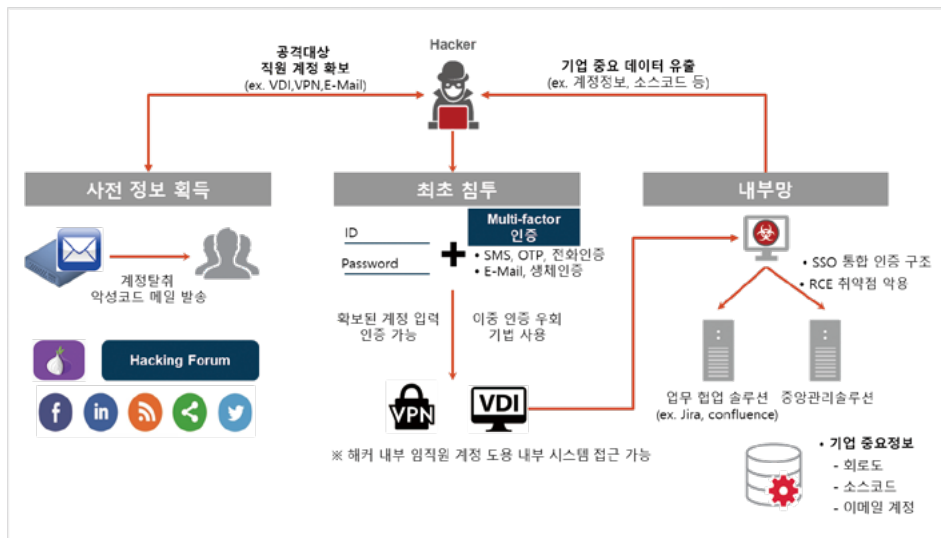 Hacker
공격대상
직원 계정 확보
(ex. VDI,VPN,E-Mail)
기업 중요 데이터 유출
(ex. 계정정보, 소스코드 등)
사전 정보 획득
계정탈취
악성코드 메일 발송
Hacking Forum
f
in
최초 침투
ID
Password
Multi-factor
인증
• SMS, OTP, 전화인증
• E-Mail, 생체인증
확보된 계정 입력
인증 가능
이중 인증 우회
기법 사용
VPN
VDI
※ 해커 내부 임직원 계정 도용 내부 시스템 접근 가능
내부망
• SSO 통합 인증 구조
• RCE 취약점 악용
업무 협업 솔루션
(ex. Jira, confluence)
중앙관리솔루션
• 기업 중요정보
- 회로도
- 소스코드
- 이메일 계정